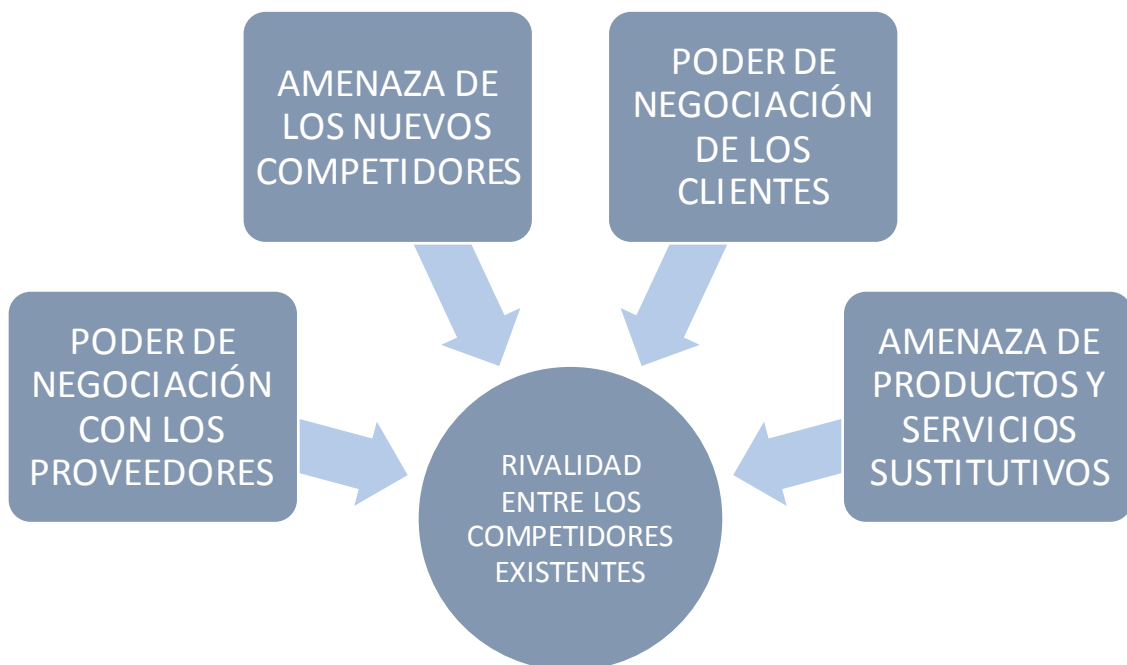 AMENAZA DE
LOS NUEVOS
COMPETIDORES
PODER DE
NEGOCIACIÓN
DE LOS
CLIENTES
PODER DE
NEGOCIACIÓN
CON LOS
PROVEEDORES
AMENAZA DE
PRODUCTOS Y
SERVICIOS
SUSTITUTIVOS
RIVALIDAD
ENTRE LOS
COMPETIDORES
EXISTENTES